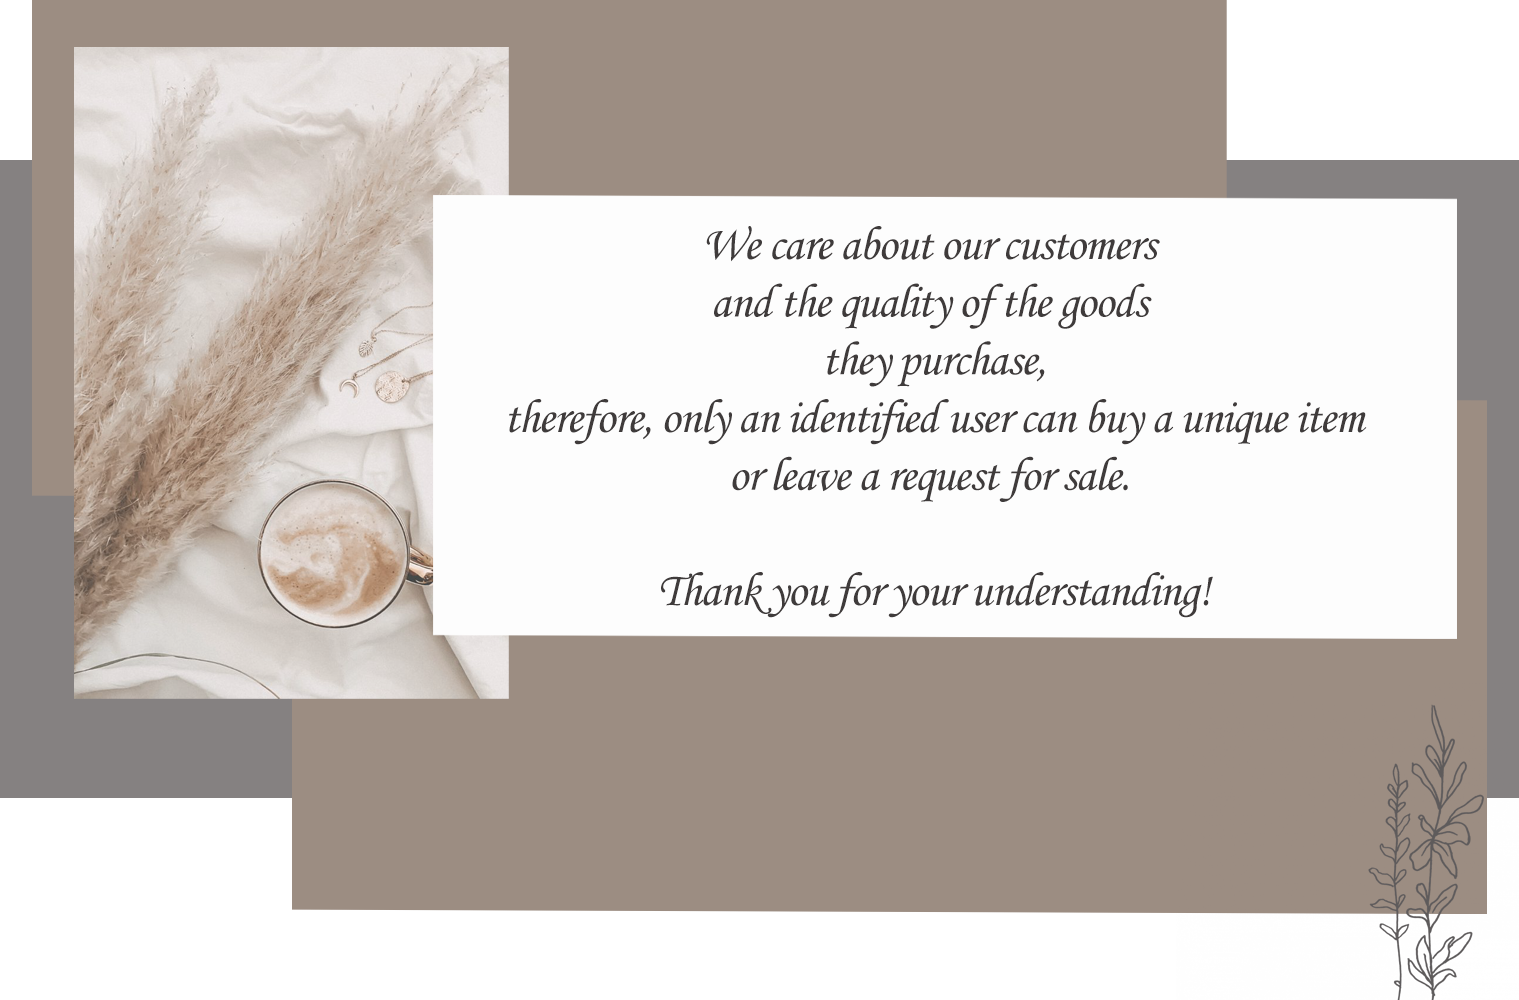 We care about our customers
and the quality of the goods
they purchase,
therefore, only an identified user can buy a unique item
or leave a request for sale.
Thank you for your understanding!